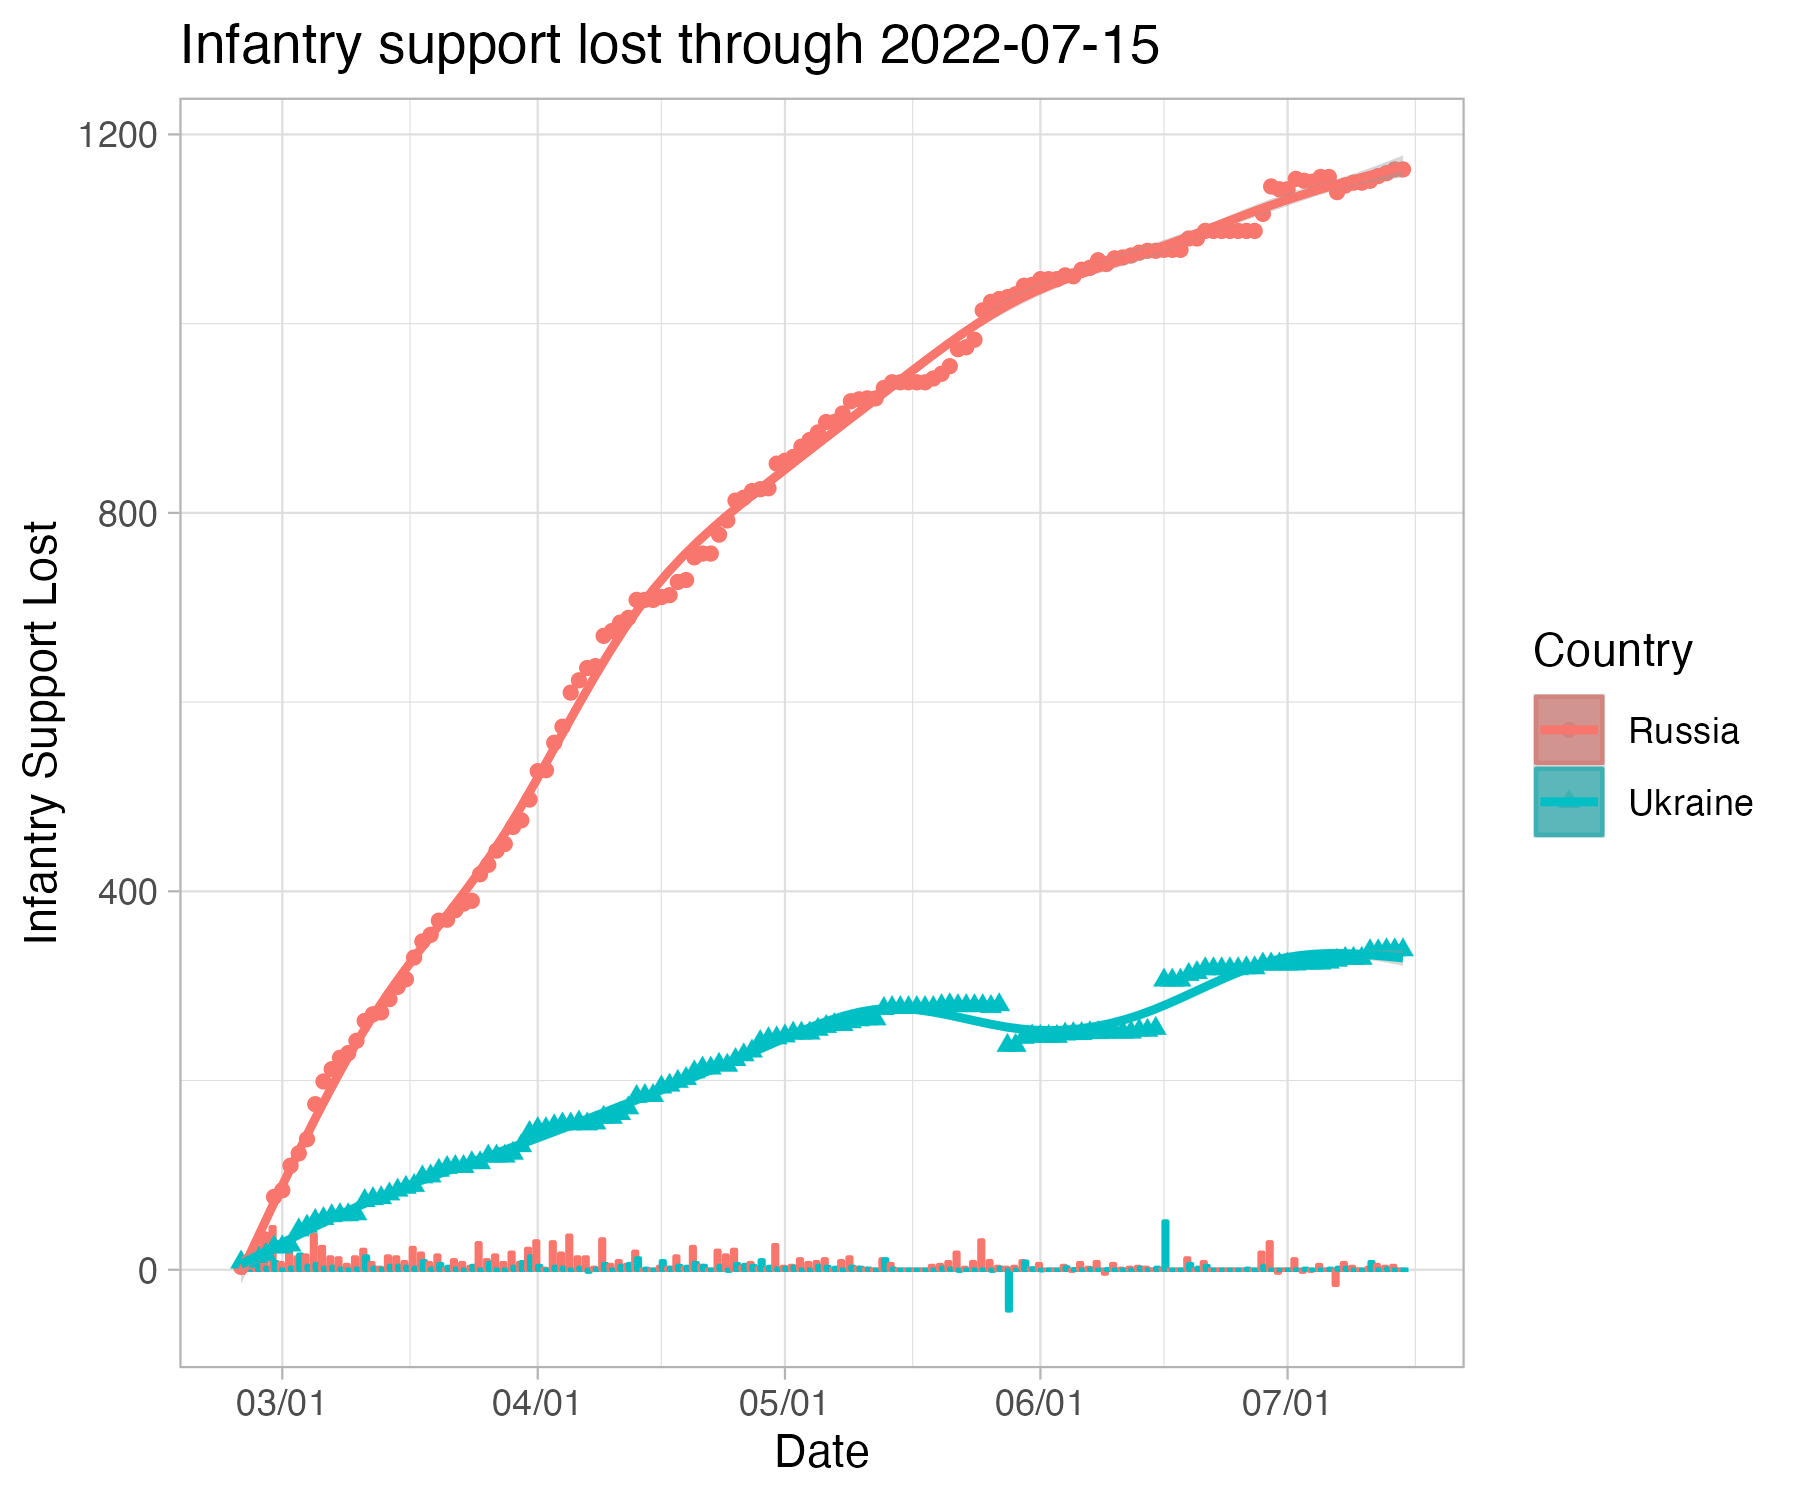 Infantry support lost through 2022-07-15
1200
800
400
0
Infantry Support Lost
03/01 04/01 05/01 06/01 07/01
Date
Country
Russia
Ukraine